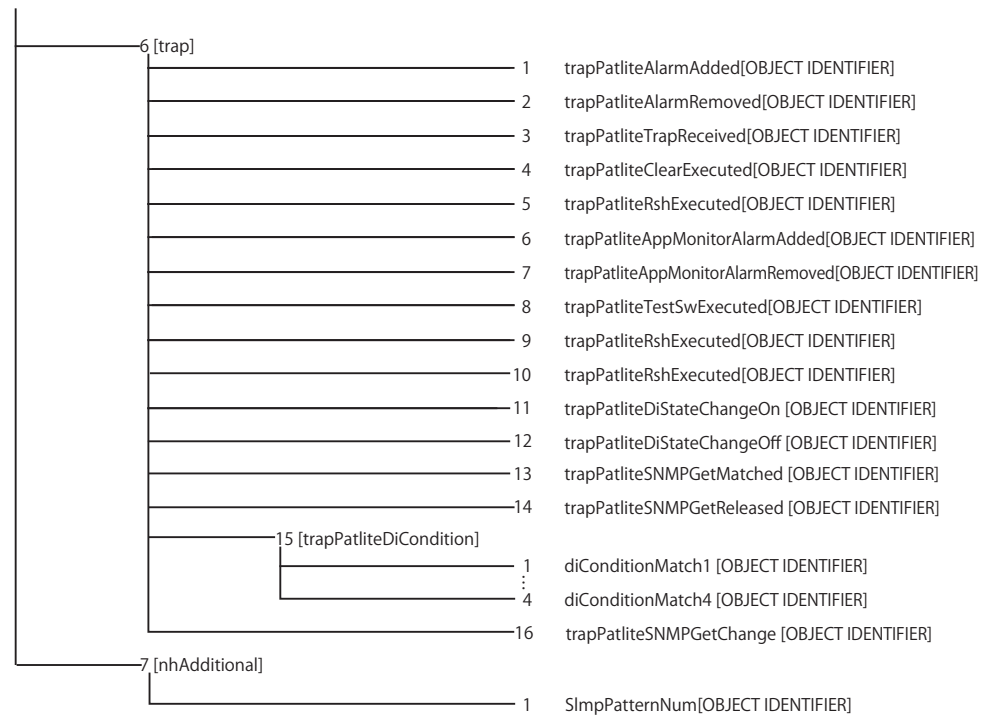 6 [trap]
1 trapPatliteAlarmAdded[OBJECT IDENTIFIER]
2 trapPatliteAlarmRemoved[OBJECT IDENTIFIER]
3 trapPatliteTrapReceived[OBJECT IDENTIFIER]
4 trapPatliteClearExecuted[OBJECT IDENTIFIER]
5 trapPatliteRshExecuted[OBJECT IDENTIFIER]
6 trapPatliteAppMonitorAlarmAdded[OBJECT IDENTIFIER]
7 trapPatliteAppMonitorAlarmRemoved[OBJECT IDENTIFIER]
8 trapPatliteTestSwExecuted[OBJECT IDENTIFIER]
9 trapPatliteRshExecuted[OBJECT IDENTIFIER]
10 trapPatliteRshExecuted[OBJECT IDENTIFIER]
11 trapPatliteDiStateChangeOn [OBJECT IDENTIFIER]
12 trapPatliteDiStateChangeOff [OBJECT IDENTIFIER]
13 trapPatliteSNMPGetMatched [OBJECT IDENTIFIER]
14 trapPatliteSNMPGetReleased [OBJECT IDENTIFIER]
15 [trapPatliteDiCondition]
1 diConditionMatch1 [OBJECT IDENTIFIER]
⋮
4 diConditionMatch4 [OBJECT IDENTIFIER]
16 trapPatliteSNMPGetChange [OBJECT IDENTIFIER]
7 [nhAdditional]
1 SlmpPatternNum[OBJECT IDENTIFIER]